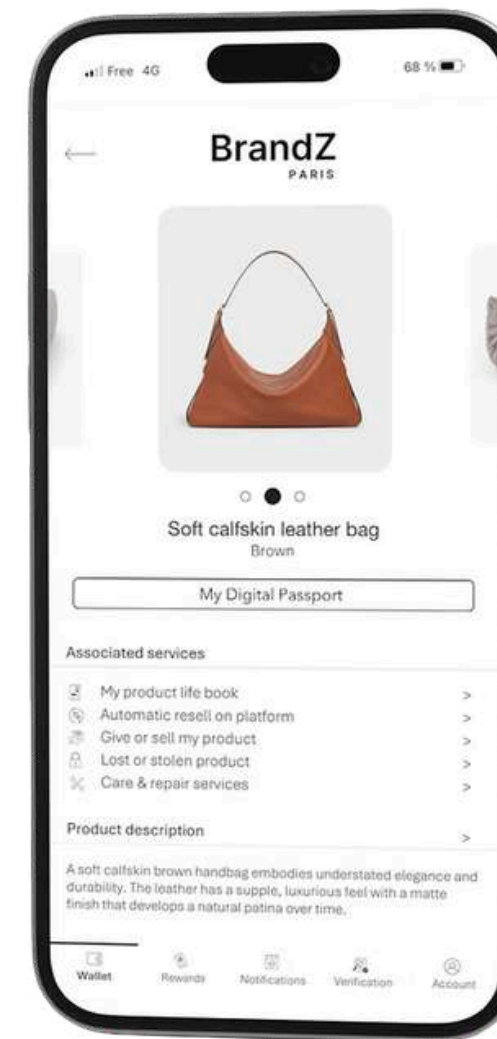 Free 4G 68 %
BrandZ
PARIS
Soft calfskin leather bag
Brown
My Digital Passport
Associated services
My product life book >
Automatic resell on platform >
Give or sell my product >
Lost or stolen product >
Care & repair services >
Product description >
A soft calfskin brown handbag embodies understated elegance and
durability. The leather has a supple, luxurious feel with a matte
finish that develops a natural patina over time.
Wallet Rewards Notifications Verification Account